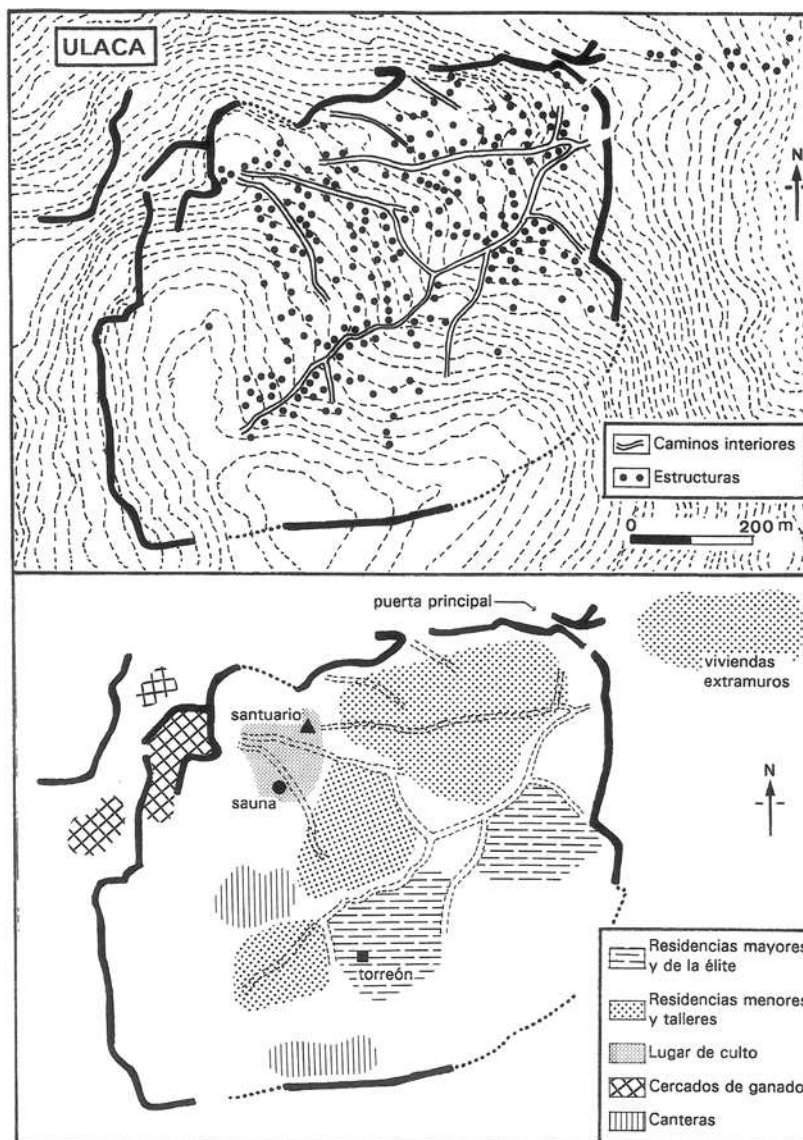 ULACA
N
Caminos interiores
Estructuras
0 200 m
puerta principal
viviendas
extramuros
santuario
N
sauna
torreón
Residencias mayores
y de la élite
Residencias menores
y talleres
Lugar de culto
Cercados de ganado
Canteras